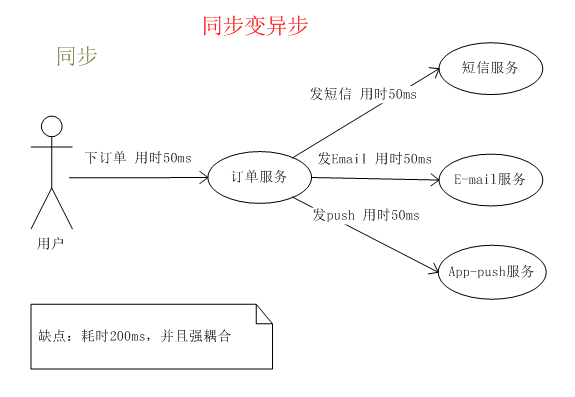 同步变异步
同步
短信服务
发短信 用时50ms
下订单 用时50ms
发Email 用时50ms
订单服务
E-mail服务
发push 用时50ms
用户
App-push服务
缺点: 耗时200ms, 并且强耦合